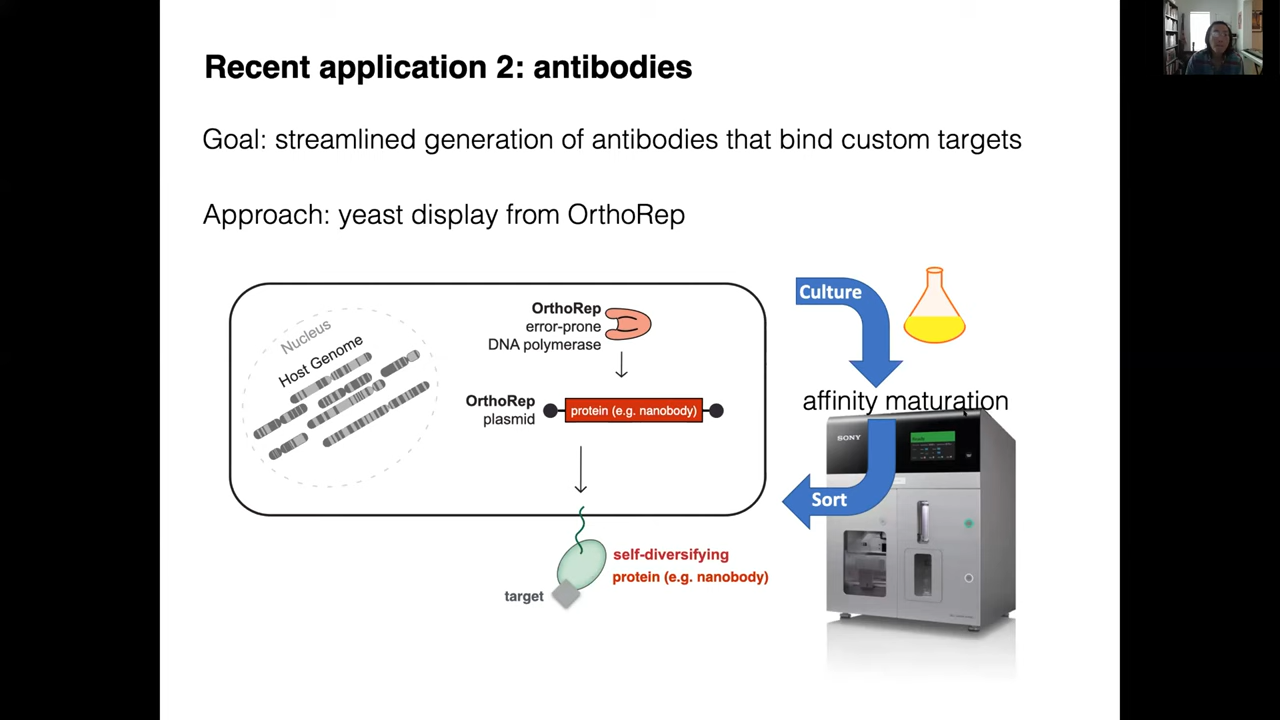 Recent application 2: antibodies
Goal: streamlined generation of antibodies that bind custom targets
Approach: yeast display from OrthoRep
Nucleus
Host Genome
OrthoRep
error-prone
DNA polymerase
OrthoRep
plasmid
protein (e.g. nanobody)
self-diversifying
protein (e.g. nanobody)
target
Culture
affinity maturation
SONY
Sort